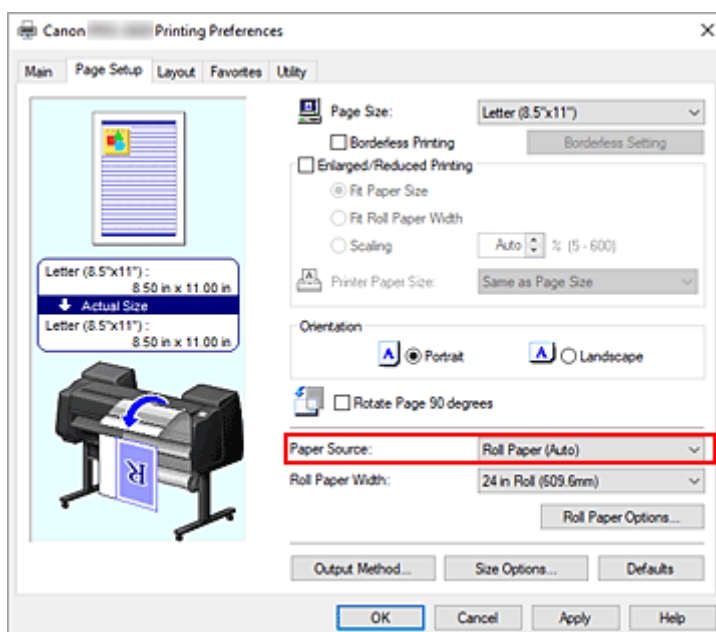 Canon Printing Preferences
Main Page Setup Layout Favorites Utility
Page Size: Letter (8.5"x11")
Borderless Printing Borderless Setting
Enlarged/Reduced Printing
Fit Paper Size
Fit Roll Paper Width
Scaling Auto % (5 - 600)
Printer Paper Size: Same as Page Size
Letter (8.5"x11") :
8.50 in x 11.00 in
Actual Size
Letter (8.5"x11") :
8.50 in x 11.00 in
Orientation
A Portrait A Landscape
Rotate Page 90 degrees
R
Paper Source: Roll Paper (Auto)
Roll Paper Width: 24 in Roll (609.6mm)
Roll Paper Options...
Output Method... Size Options... Defaults
OK Cancel Apply Help